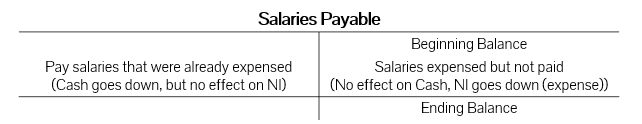 Salaries Payable
Beginning Balance
Pay salaries that were already expensed
(Cash goes down, but no effect on NI)
Salaries expensed but not paid
(No effect on Cash, NI goes down (expense))
Ending Balance